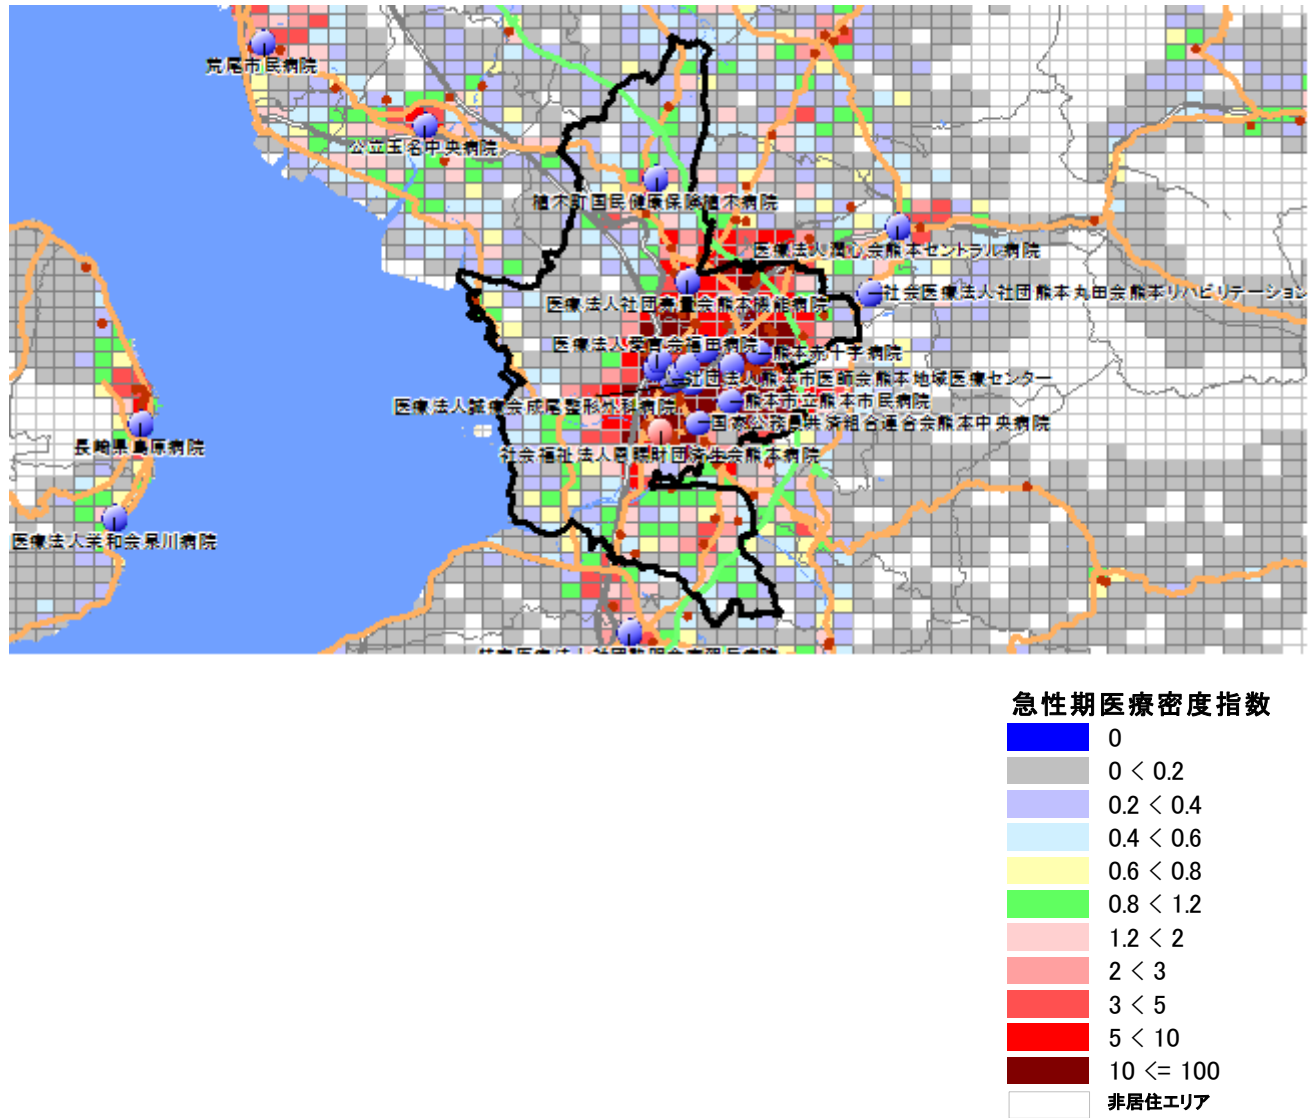 荒尾市民病院
公立玉名中央病院
植木町国民健康保険植木病院
医療法人潤心会熊本セントラル病院
社会医療法人社団熊本丸田会熊本リハビリテーション
医療法人社団寿量会熊本機能病院
医療法人愛育会福田病院
熊本赤十字病院
社団法人熊本市医師会熊本地域医療センター
医療法人誠療会成尾整形外科病院
熊本市立熊本市民病院
国家公務員共済組合連合会熊本中央病院
長崎県島原病院
社会福祉法人恩賜財団済生会熊本病院
医療法人栄和会泉川病院
急性期医療密度指数
0
0 < 0.2
0.2 < 0.4
0.4 < 0.6
0.6 < 0.8
0.8 < 1.2
1.2 < 2
2 < 3
3 < 5
5 < 10
10 <= 100
非居住エリア